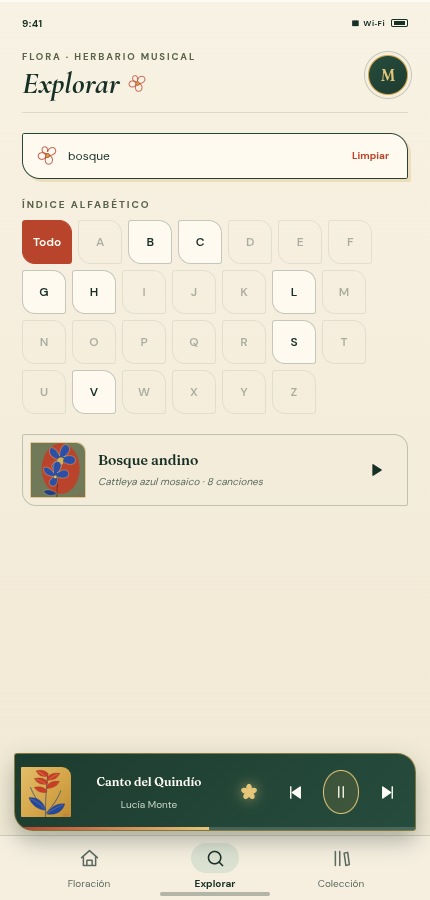 9:41
Wi-Fi
FLORA · HERBARIO MUSICAL
Explorar
M
bosque
Limpiar
ÍNDICE ALFABÉTICO
Todo A B C D E F
G H I J K L M
N O P Q R S T
U V W X Y Z
Bosque andino
Cattleya azul mosaico · 8 canciones
Canto del Quindío
Lucía Monte
Floración Explorar Colección